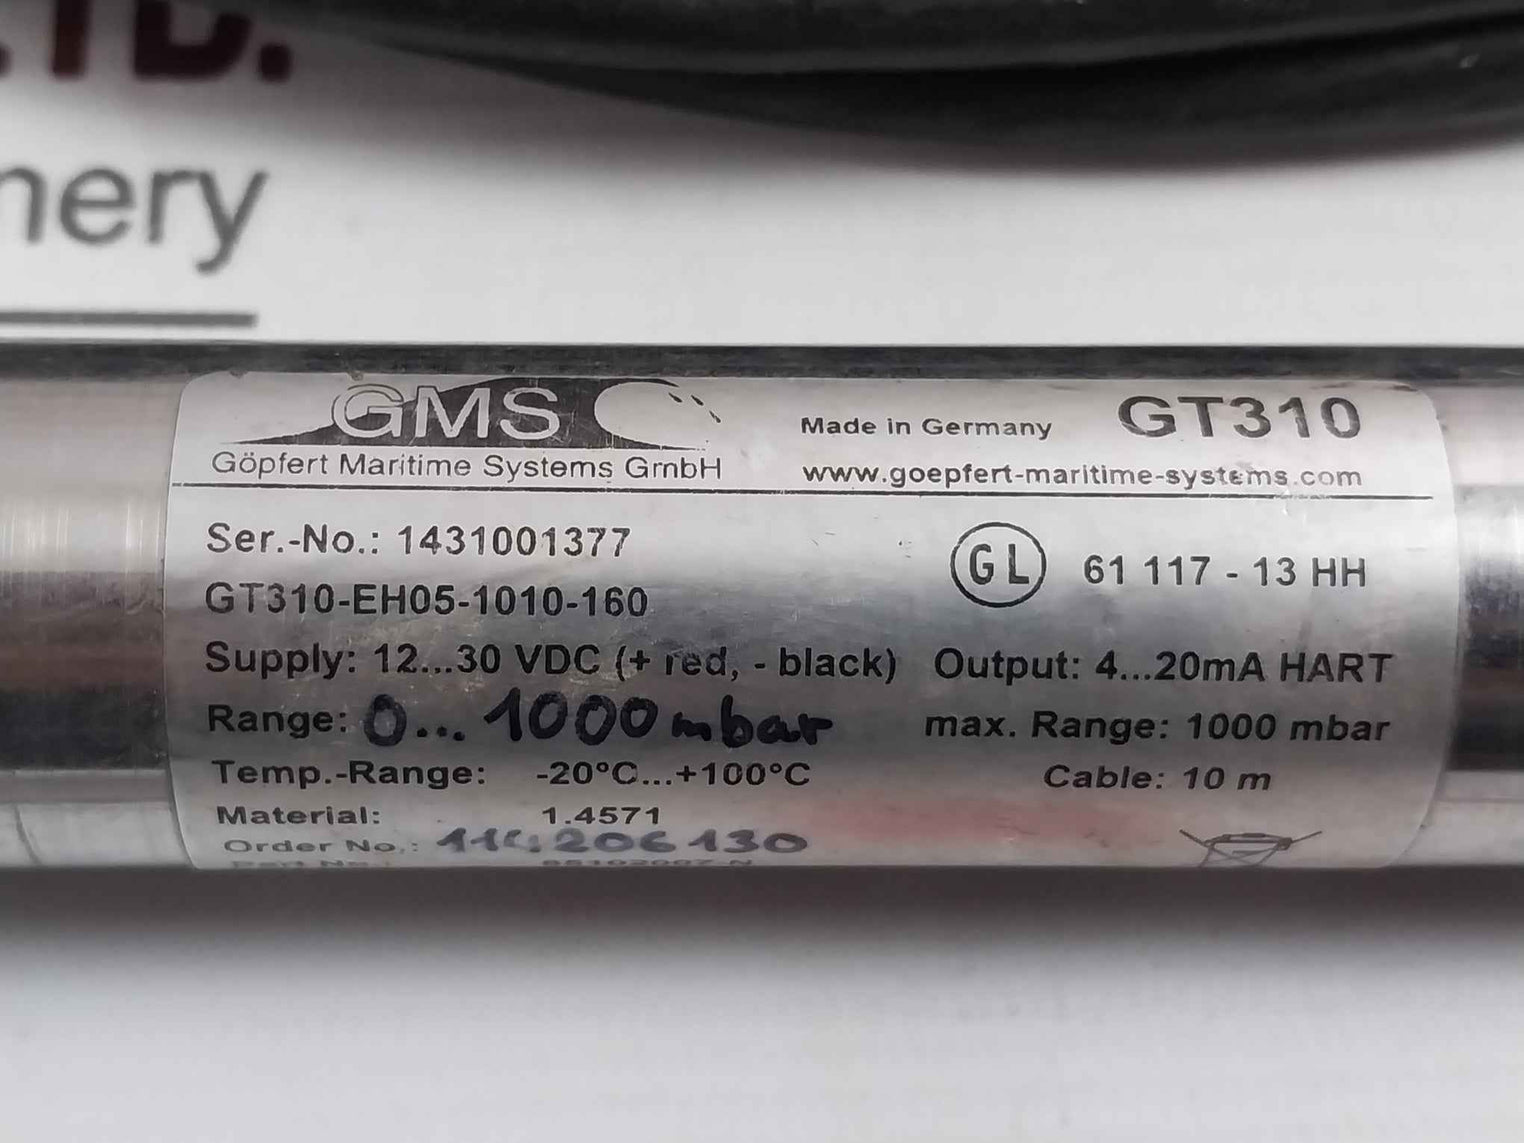 TD.
nery
GMS
Göpfert Maritime Systems GmbH
Made in Germany GT310
www.goepfert-maritime-systems.com
Ser.-No.: 1431001377
GL 61 117 - 13 HH
GT310-EH05-1010-160
Supply: 12...30 VDC (+ red, - black) Output: 4...20mA HART
Range: 0... 1000 mbar max. Range: 1000 mbar
Temp.-Range: -20°C...+100°C Cable: 10 m
Material: 1.4571
Order No.: